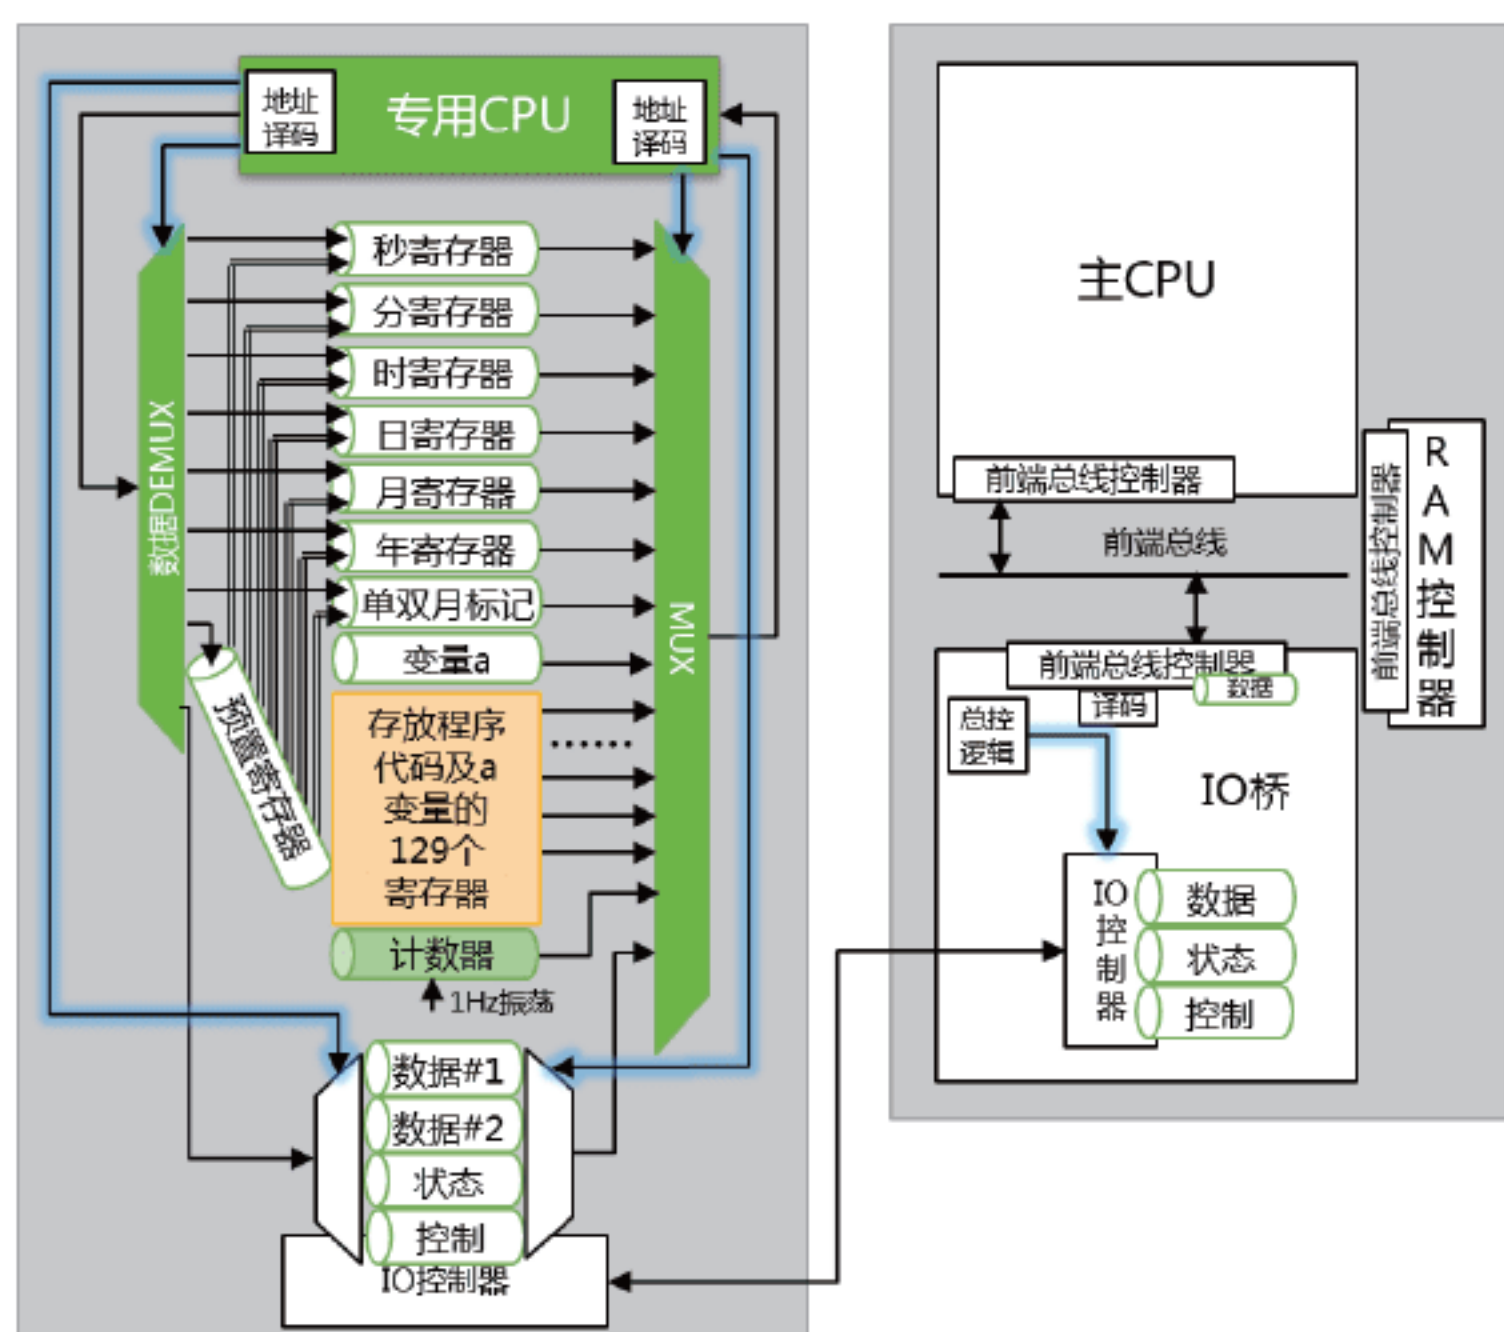 地址
译码
专用CPU
地址
译码
数据DEMUX
秒寄存器
分寄存器
时寄存器
日寄存器
月寄存器
年寄存器
单双月标记
变量a
预置寄存器
存放程序
代码及a
变量的
129个
寄存器
······
计数器
1Hz振荡
MUX
数据#1
数据#2
状态
控制
IO控制器
主CPU
前端总线控制器
前端总线
前端总线控制器
RAM控制器
前端总线控制器
数据
译码
总控
逻辑
IO桥
IO控制器
数据
状态
控制